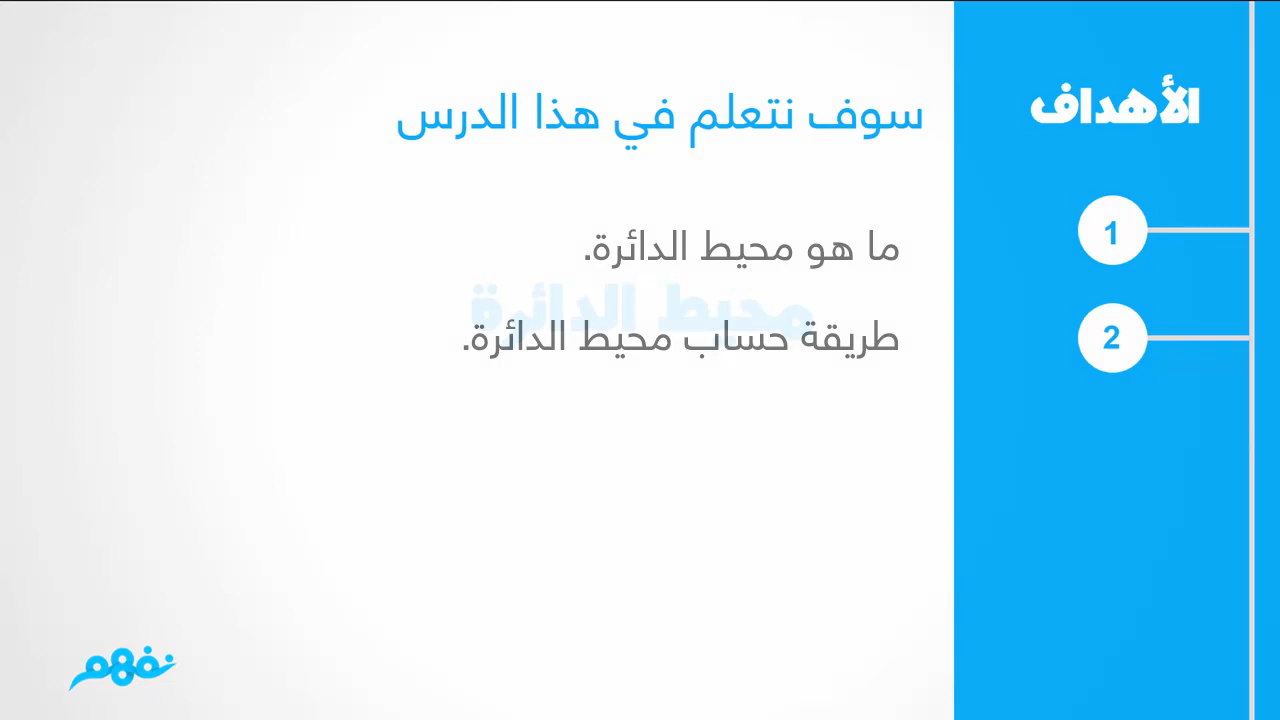 الأهداف
سوف نتعلم في هذا الدرس
1
ما هو محيط الدائرة.
محيط الدائرة
2
طريقة حساب محيط الدائرة.
نفهم